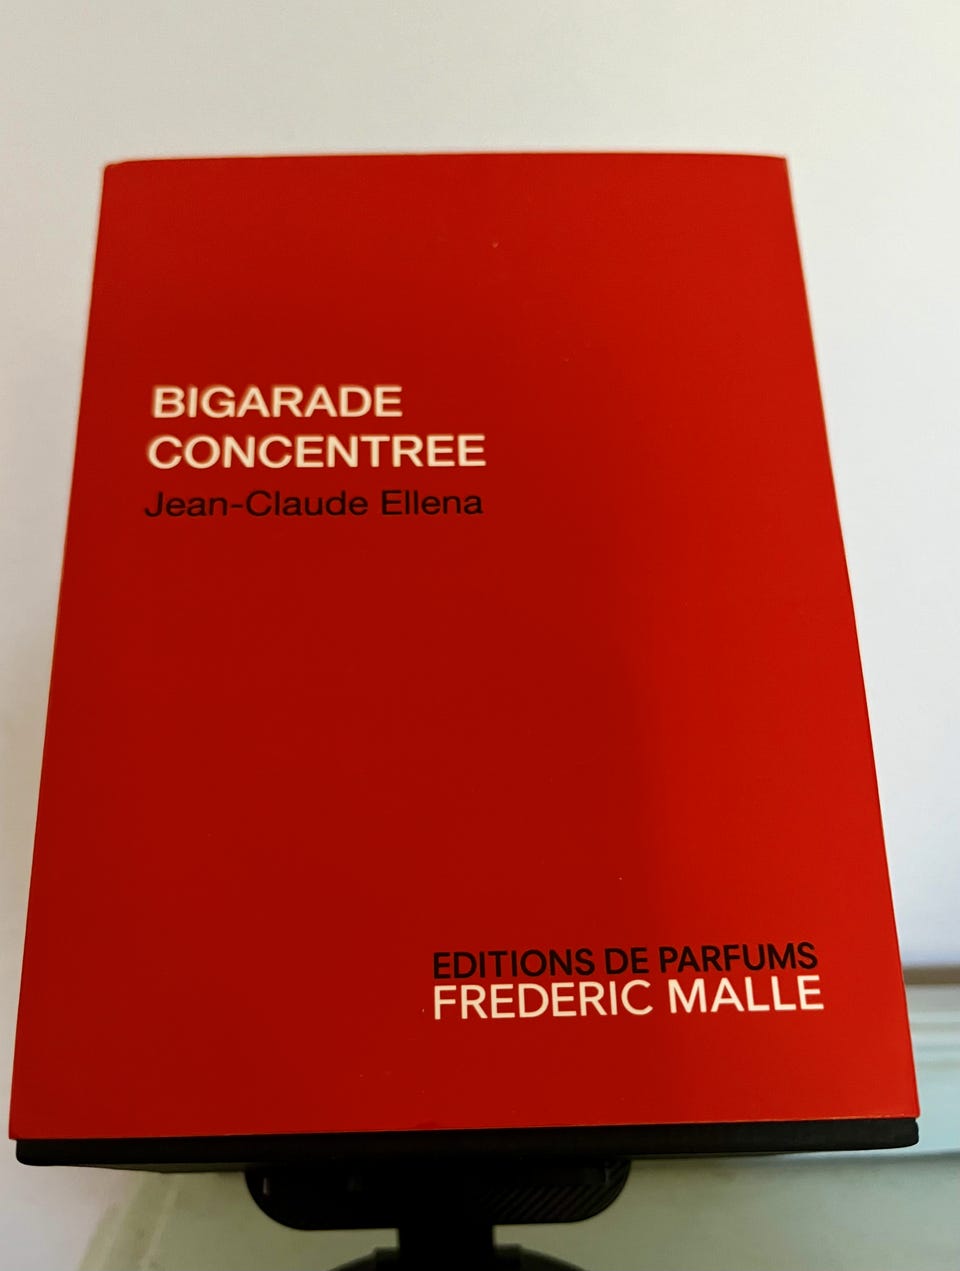 BIGARADE
CONCENTREE
Jean-Claude Ellena
EDITIONS DE PARFUMS
FREDERIC MALLE